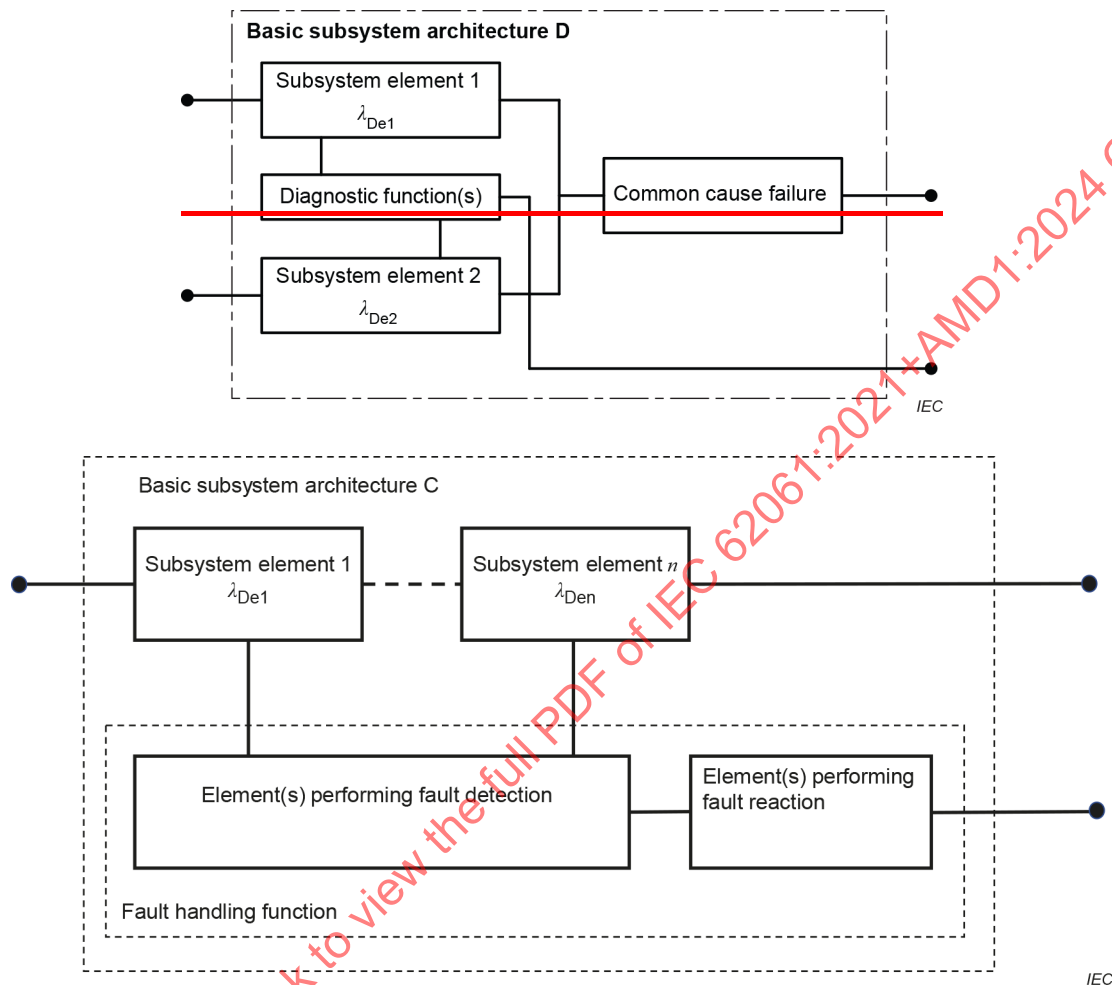 Basic subsystem architecture D
Subsystem element 1
λDe1
Diagnostic function(s)
Common cause failure
Subsystem element 2
λDe2
IEC
Basic subsystem architecture C
Subsystem element 1
λDe1
Subsystem element n
λDen
Element(s) performing fault detection
Element(s) performing
fault reaction
Fault handling function
IEC
k to view the full PDF of IEC 62061:2021+AMD1:2024